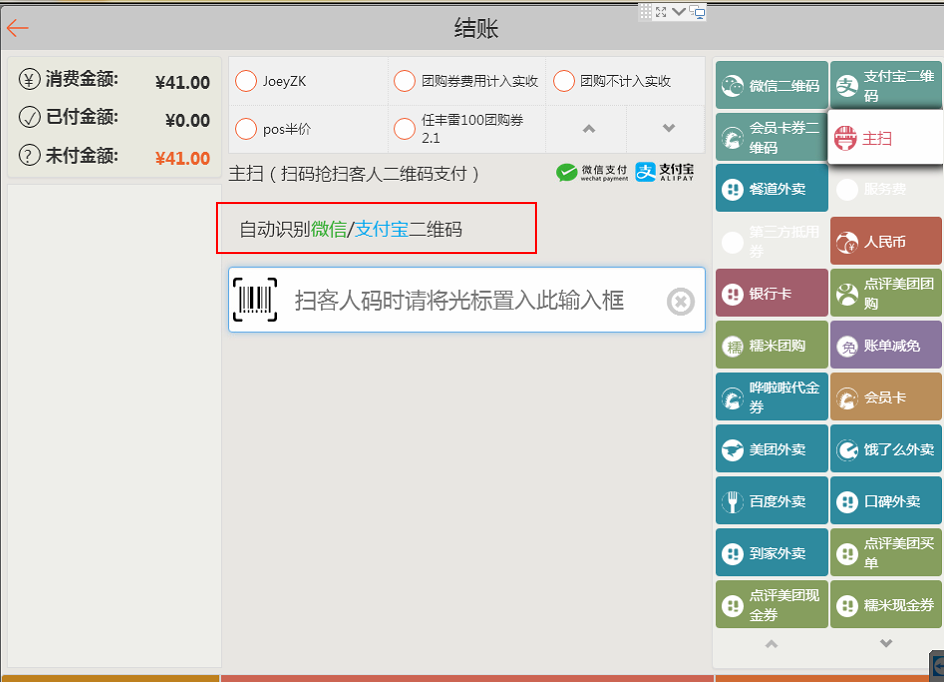 结账
消费金额: ¥41.00
已付金额: ¥0.00
未付金额: ¥41.00
JoeyZK
团购券费用计入实收
团购不计入实收
pos半价
任丰雷100团购券
2.1
主扫（扫码抢扫客人二维码支付）
微信支付
wechat payment
支付宝
ALIPAY
自动识别微信/支付宝二维码
扫客人码时请将光标置入此输入框
微信二维码
支付宝二维
码
会员卡券二
维码
主扫
餐道外卖
服务费
第三方抵用
券
人民币
银行卡
点评美团团
购
糯 糯米团购
免 账单减免
哗啦啦代金
券
会员卡
美团外卖
饿了么外卖
百度外卖
口碑外卖
到家外卖
点评美团买
单
点评美团现
金券
糯米现金券